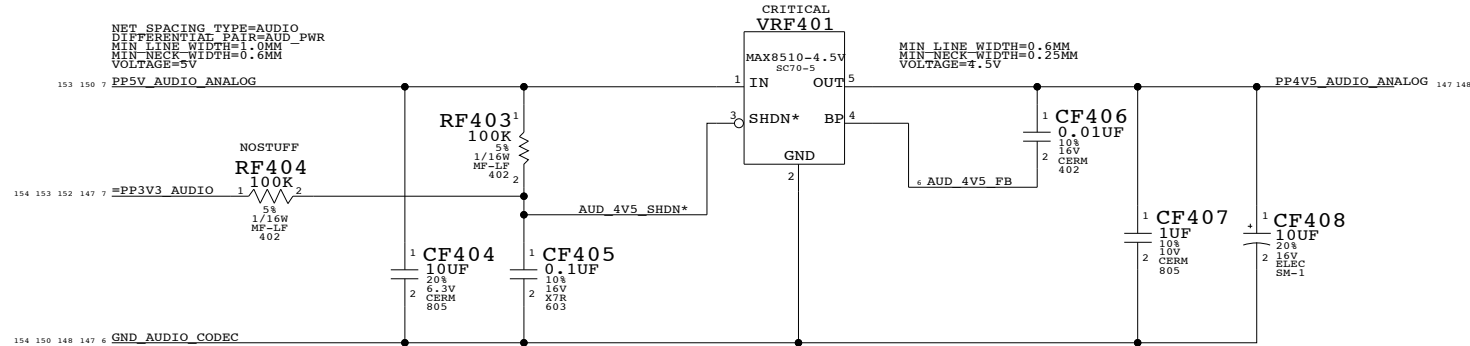 CRITICAL
VRF401
NET_SPACING_TYPE=AUDIO
DIFFERENTIAL_PAIR=AUD_PWR
MIN_LINE_WIDTH=1.0MM
MIN_NECK_WIDTH=0.6MM
VOLTAGE=5V
MAX8510-4.5V
SC70-5
MIN_LINE_WIDTH=0.6MM
MIN_NECK_WIDTH=0.25MM
VOLTAGE=4.5V
153 150 7 PP5V_AUDIO_ANALOG
1 IN
OUT 5
PP4V5_AUDIO_ANALOG 147 148
3 SHDN*
BP 4
GND
2
RF403
1
100K
5%
1/16W
MF-LF
402
2
CF406
1
0.01UF
10%
16V
CERM
402
2
NOSTUFF
RF404
100K
1 2
5%
1/16W
MF-LF
402
154 153 152 147 7 =PP3V3_AUDIO
6 AUD_4V5_FB
AUD_4V5_SHDN*
CF404
1
10UF
20%
6.3V
CERM
805
2
CF405
1
0.1UF
10%
16V
X7R
603
2
CF407
1
1UF
10%
10V
CERM
805
2
CF408
1
+
10UF
20%
16V
ELEC
SM-1
2
154 150 148 147 6 GND_AUDIO_CODEC